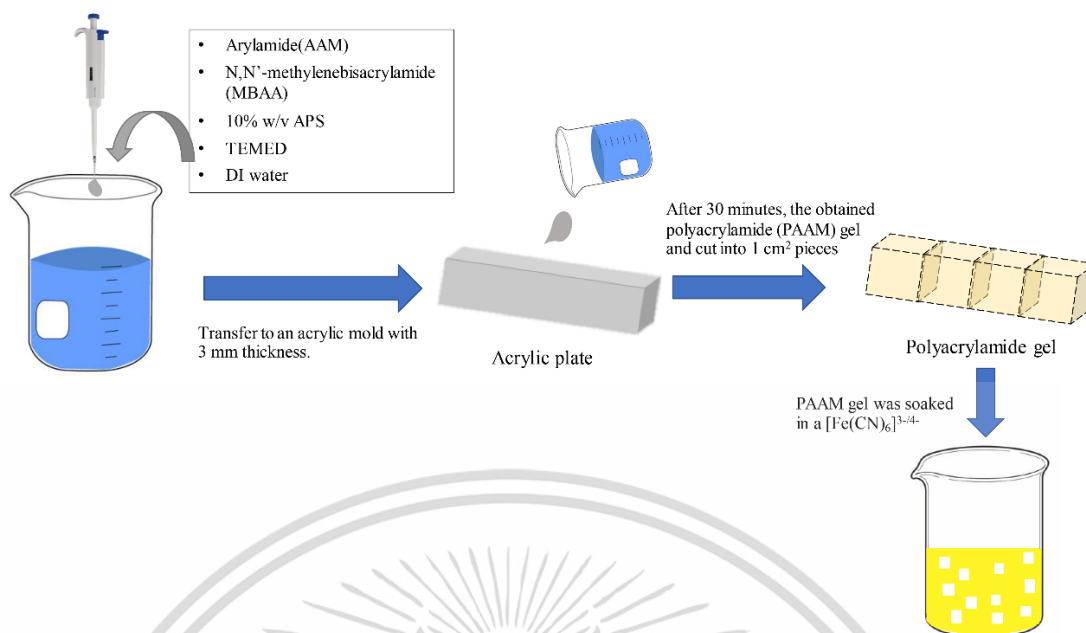 • Arylamide(AAM)
• N,N’-methylenebisacrylamide
(MBAA)
• 10% w/v APS
• TEMED
• DI water
Transfer to an acrylic mold with
3 mm thickness.
Acrylic plate
After 30 minutes, the obtained
polyacrylamide (PAAM) gel
and cut into 1 cm² pieces
Polyacrylamide gel
PAAM gel was soaked
in a [Fe(CN)₆]³⁻/⁴⁻